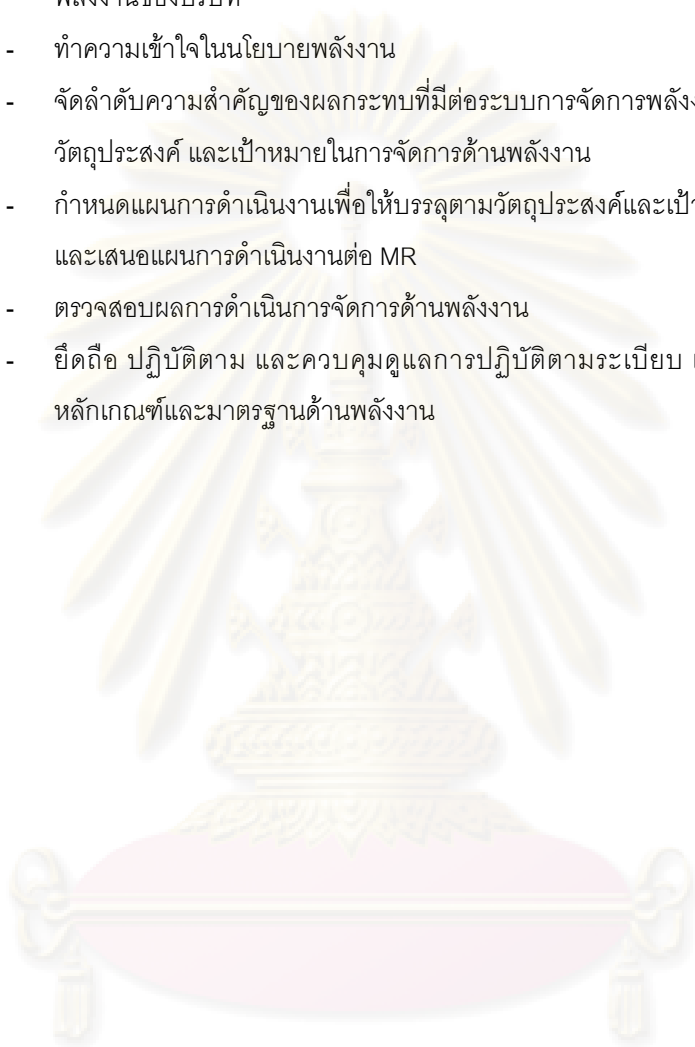 พลังงานของบริษัท
- ทำความเข้าใจในนโยบายพลังงาน
- จัดลำดับความสำคัญของผลกระทบที่มีต่อระบบการจัดการพลัง
วัตถุประสงค์ และเป้าหมายในการจัดการด้านพลังงาน
- กำหนดแผนการดำเนินงานเพื่อให้บรรลุตามวัตถุประสงค์และเป้า
และเสนอแผนการดำเนินงานต่อ MR
- ตรวจสอบผลการดำเนินการจัดการด้านพลังงาน
- ยึดถือ ปฏิบัติตาม และควบคุมดูแลการปฏิบัติตามระเบียบ
หลักเกณฑ์และมาตรฐานด้านพลังงาน